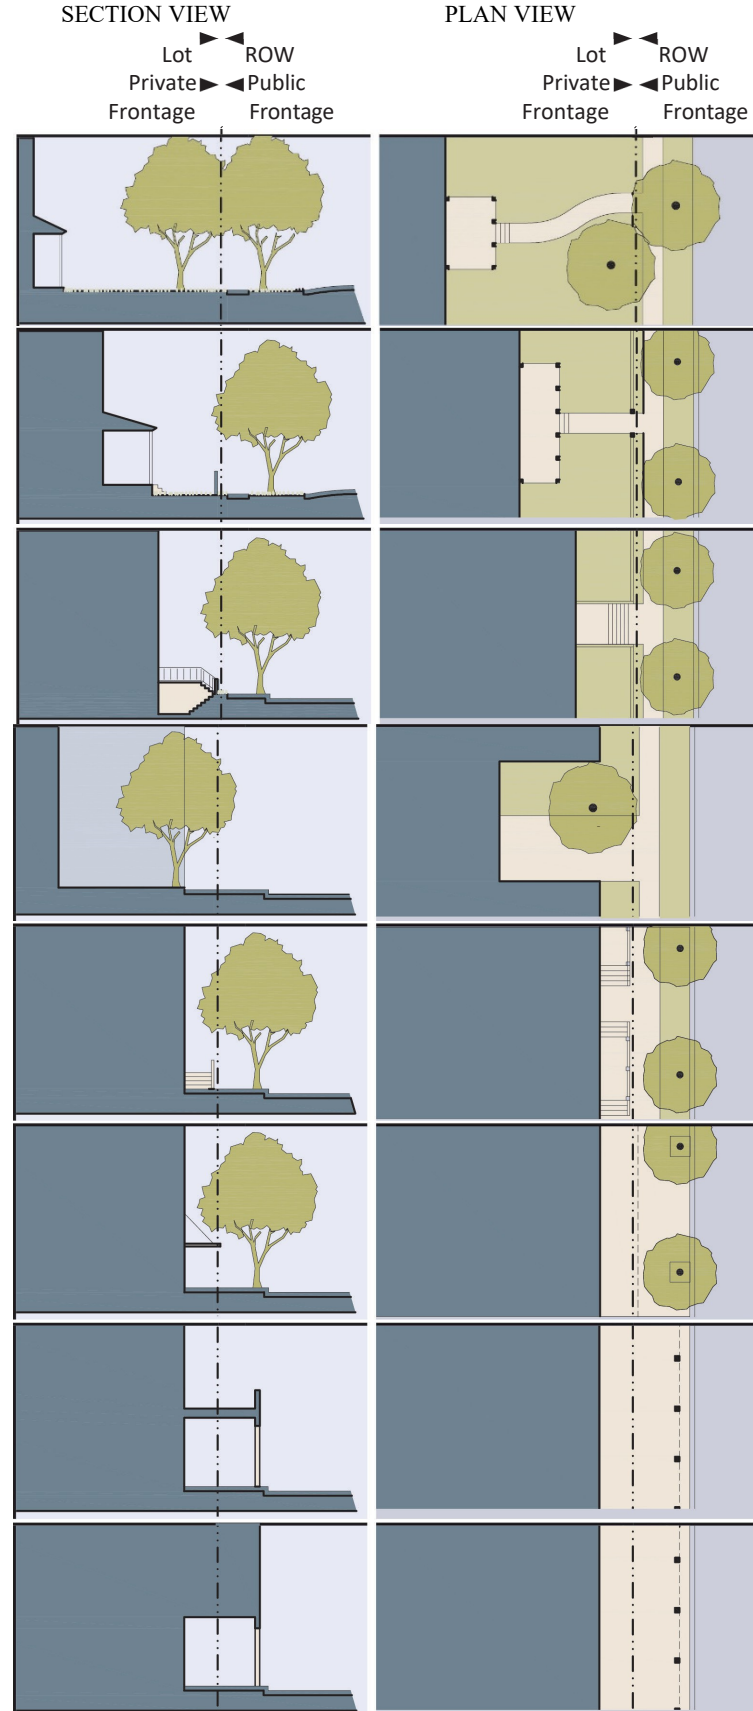 SECTION VIEW
PLAN VIEW
Lot ►◄ ROW
Private ►◄ Public
Frontage Frontage
Lot ►◄ ROW
Private ►◄ Public
Frontage Frontage